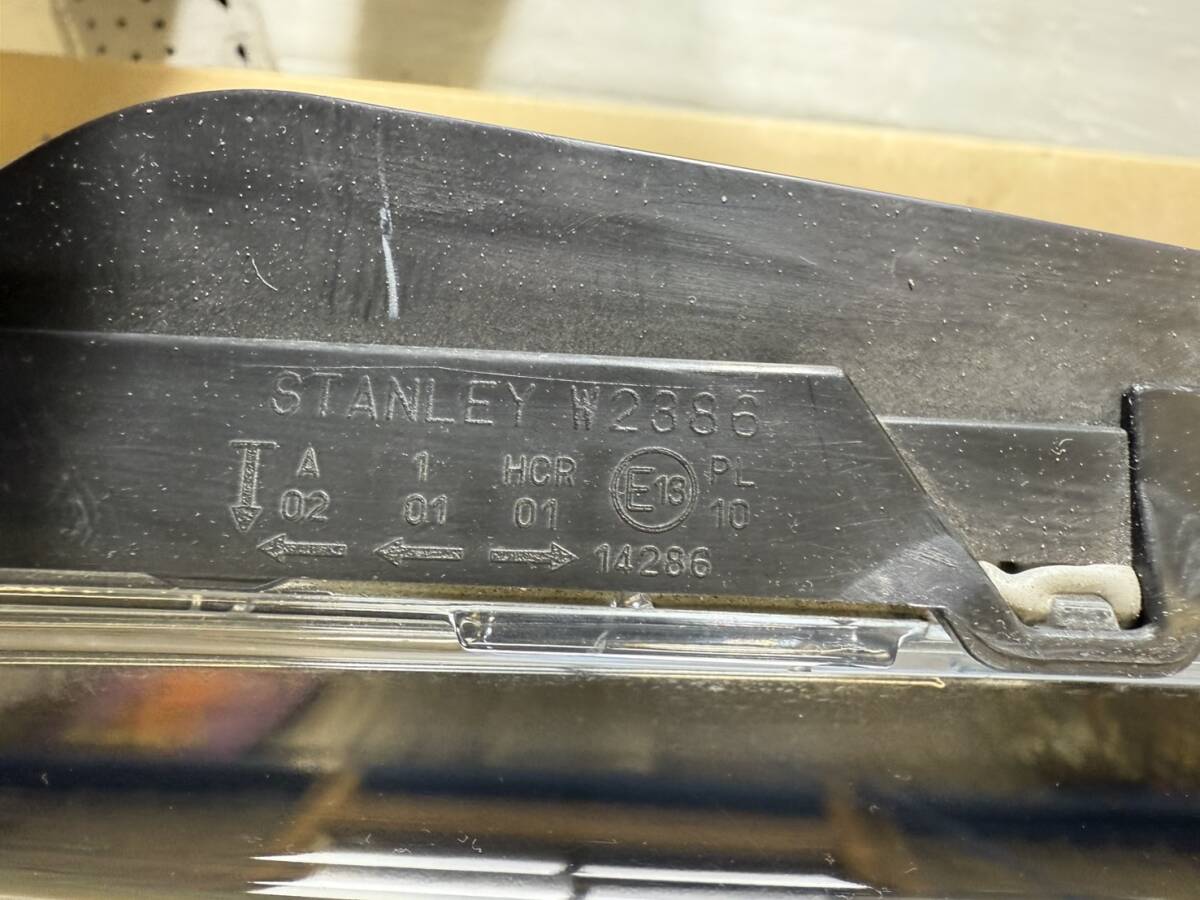 STANLEY W2386
A 1 HCR E13 PL
02 01 01 10
14286